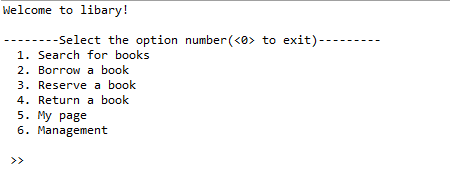 Welcome to libary!
--------Select the option number(<0> to exit)---------
1. Search for books
2. Borrow a book
3. Reserve a book
4. Return a book
5. My page
6. Management
>>